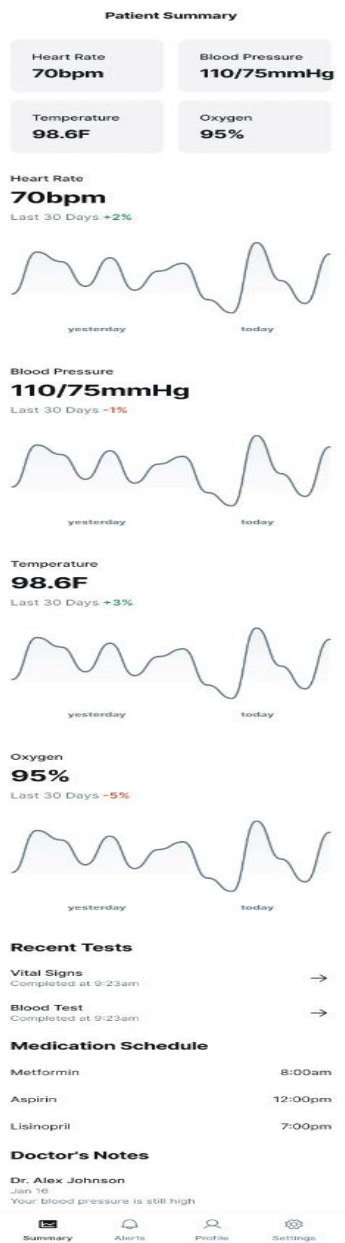 Patient Summary
Heart Rate
70bpm
Blood Pressure
110/75mmHg
Temperature
98.6F
Oxygen
95%
Heart Rate
70bpm
Last 30 Days +2%
yesterday today
Blood Pressure
110/75mmHg
Last 30 Days -1%
yesterday today
Temperature
98.6F
Last 30 Days +3%
yesterday today
Oxygen
95%
Last 30 Days -5%
yesterday today
Recent Tests
Vital Signs
Completed at 9:23am
Blood Test
Completed at 9:23am
Medication Schedule
Metformin 8:00am
Aspirin 12:00pm
Lisinopril 7:00pm
Doctor's Notes
Dr. Alex Johnson
Jan 16
Your blood pressure is still high
Summary Alerts Profile Settings